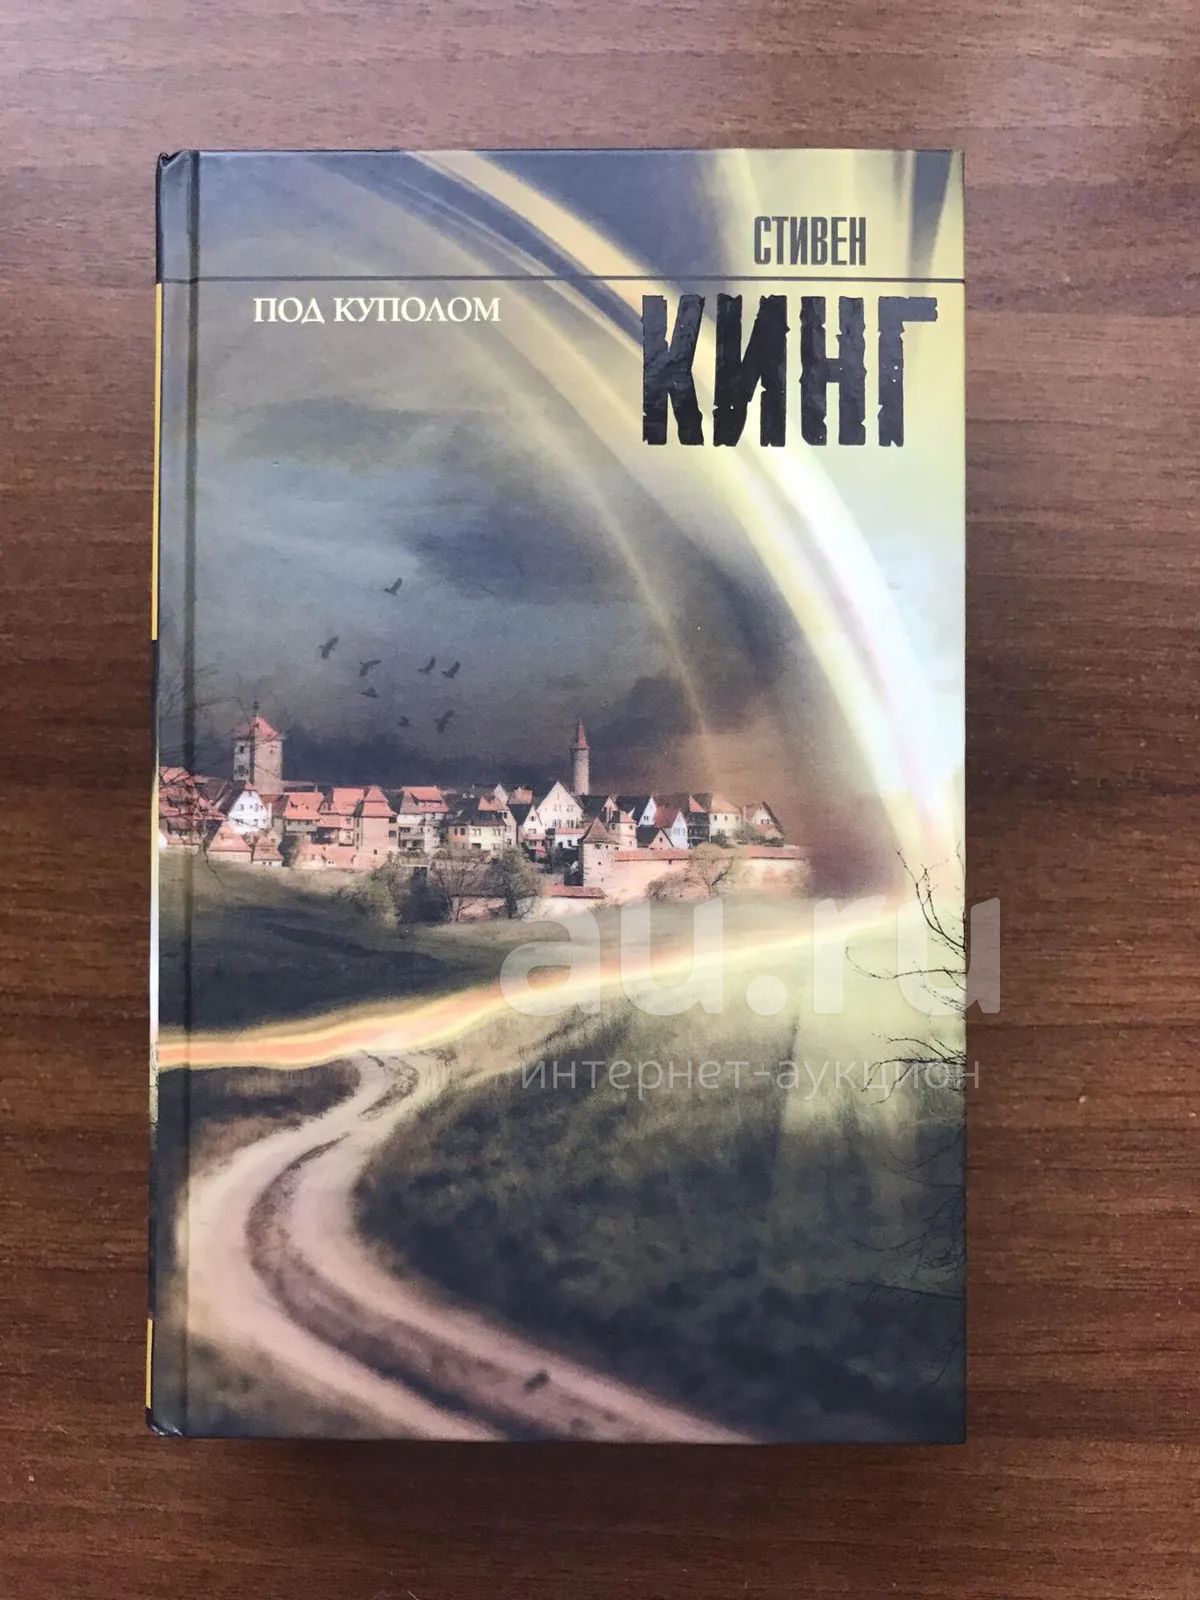 СТИВЕН
ПОД КУПОЛОМ
КИНГ
au.ru
интернет-аукцион